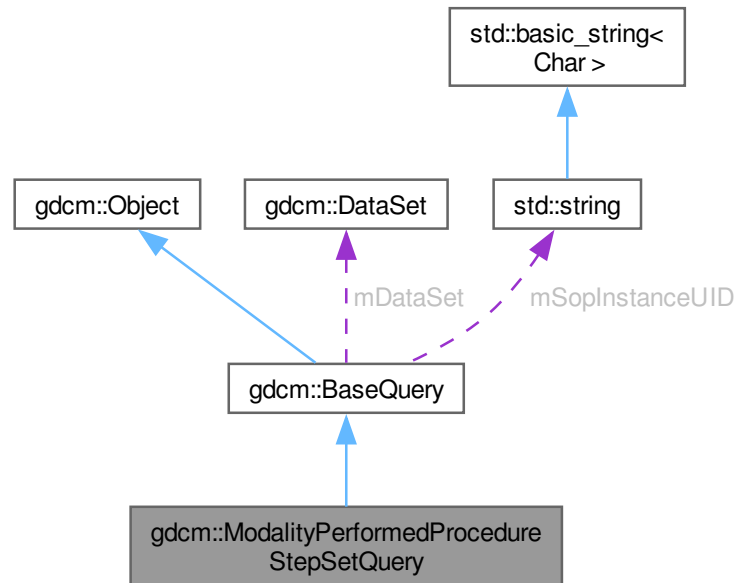 std::basic_string<
Char >
gdcm::Object
gdcm::DataSet
std::string
mDataSet
mSopInstanceUID
gdcm::BaseQuery
gdcm::ModalityPerformedProcedure
StepSetQuery